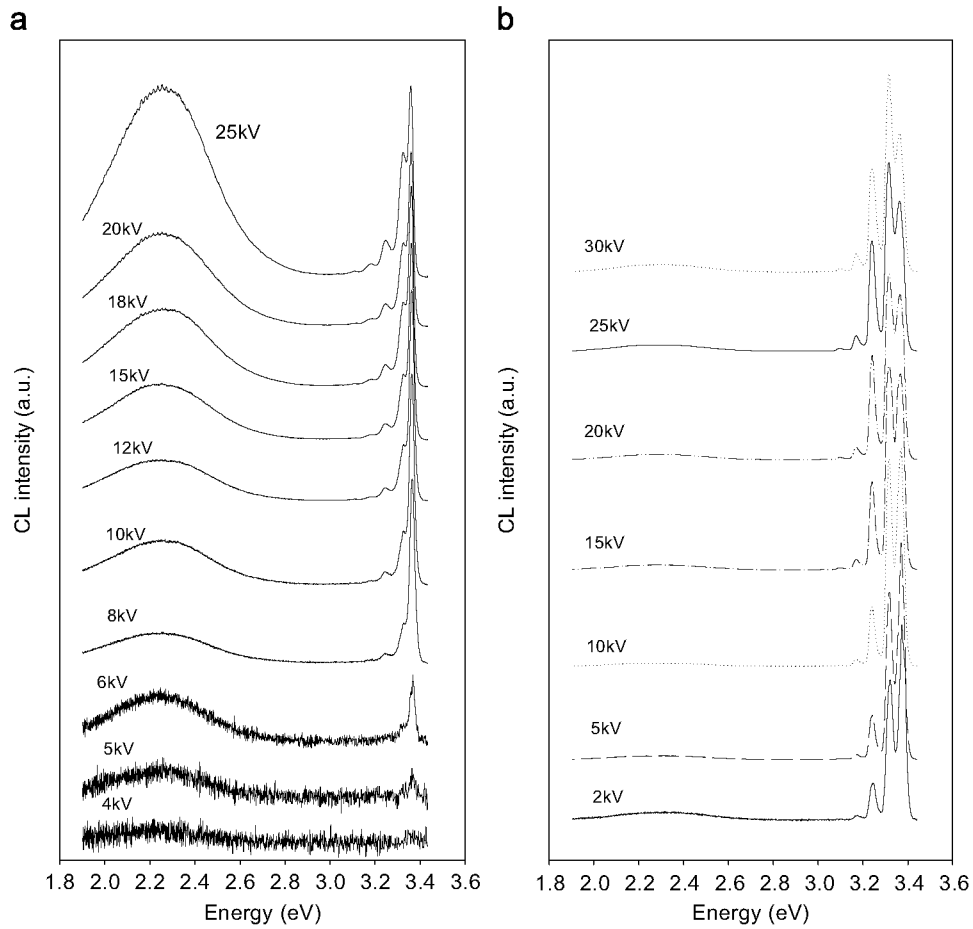 a
CL intensity (a.u.)
25kV
20kV
18kV
15kV
12kV
10kV
8kV
6kV
5kV
4kV
1.8 2.0 2.2 2.4 2.6 2.8 3.0 3.2 3.4 3.6
Energy (eV)
b
CL intensity (a.u.)
30kV
25kV
20kV
15kV
10kV
5kV
2kV
1.8 2.0 2.2 2.4 2.6 2.8 3.0 3.2 3.4 3.6
Energy (eV)